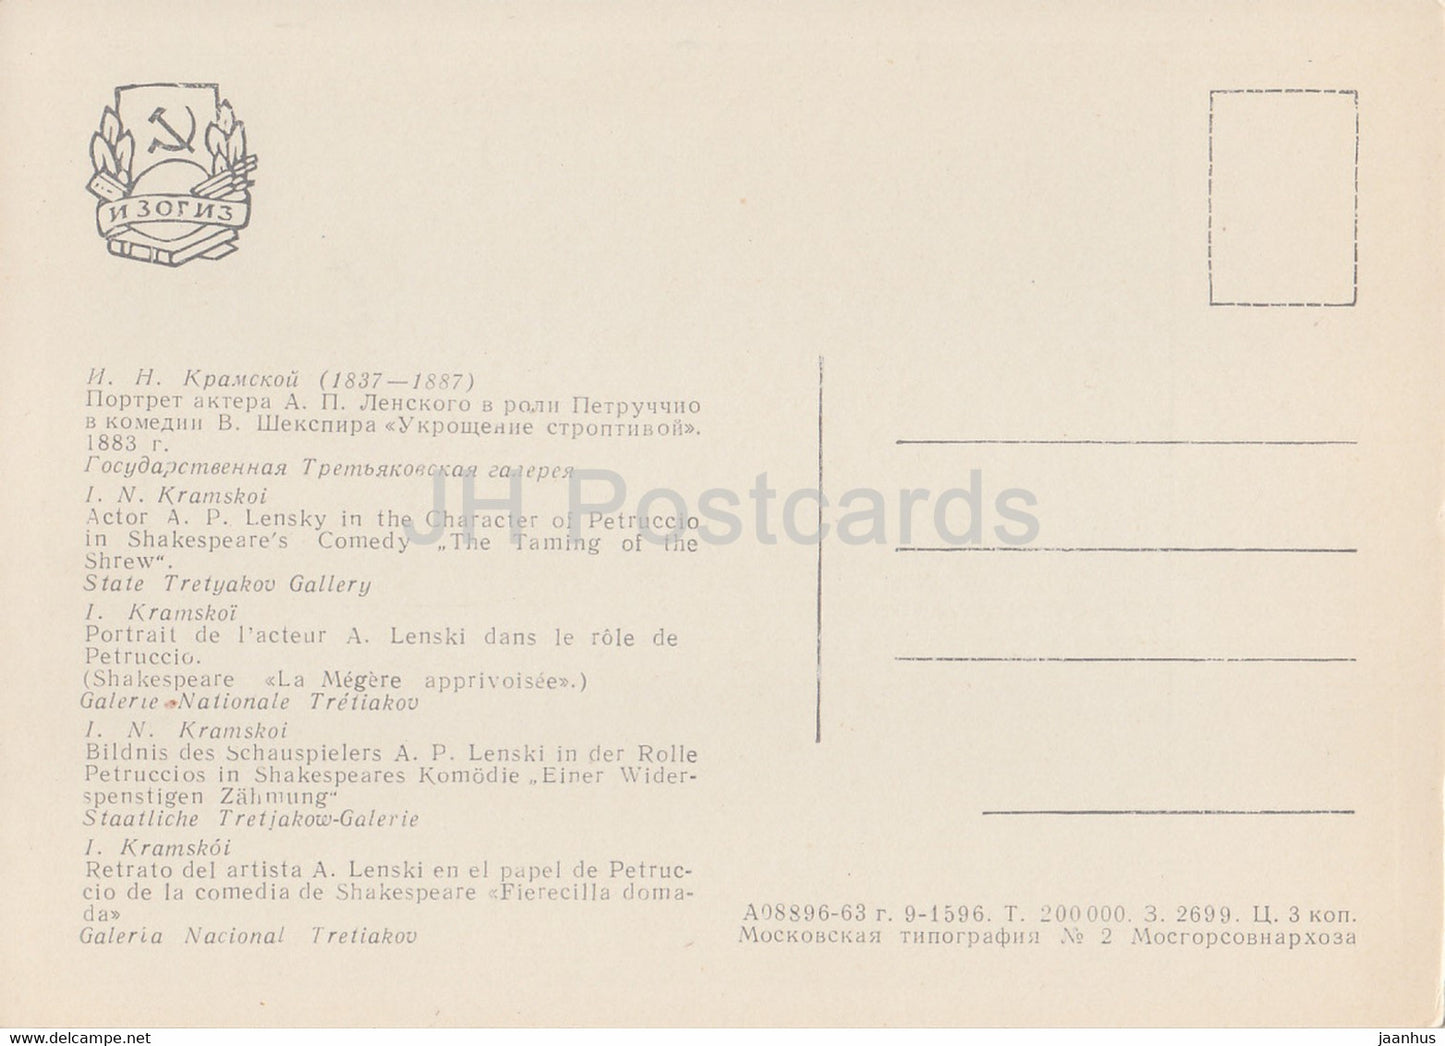 ИЗОГИЗ
И. Н. Крамской (1837—1887)
Портрет актера А. П. Ленского в роли Петруччио
в комедии В. Шекспира «Укрощение строптивой».
1883 г.
Государственная Третьяковская галерея
I. N. Kramskoi
Actor A. P. Lensky in the Character of Petruccio
in Shakespeare's Comedy „The Taming of the
Shrew“.
State Tretyakov Gallery
I. Kramskoï
Portrait de l'acteur A. Lenski dans le rôle de
Petruccio.
(Shakespeare «La Mégère apprivoisée».)
Galerie Nationale Trétiakov
I. N. Kramskoi
Bildnis des Schauspielers A. P. Lenski in der Rolle
Petruccios in Shakespeares Komödie „Einer Wider-
spenstigen Zähmung“
Staatliche Tretjakow-Galerie
I. Kramskói
Retrato del artista A. Lenski en el papel de Petruc-
cio de la comedia de Shakespeare «Fierecilla doma-
da»
Galeria Nacional Tretiakov
А08896-63 г. 9-1596. Т. 200000. З. 2699. Ц. 3 коп.
Московская типография № 2 Мосгорсовнархоза
JH Postcards
www.delcampe.net
jaanhus